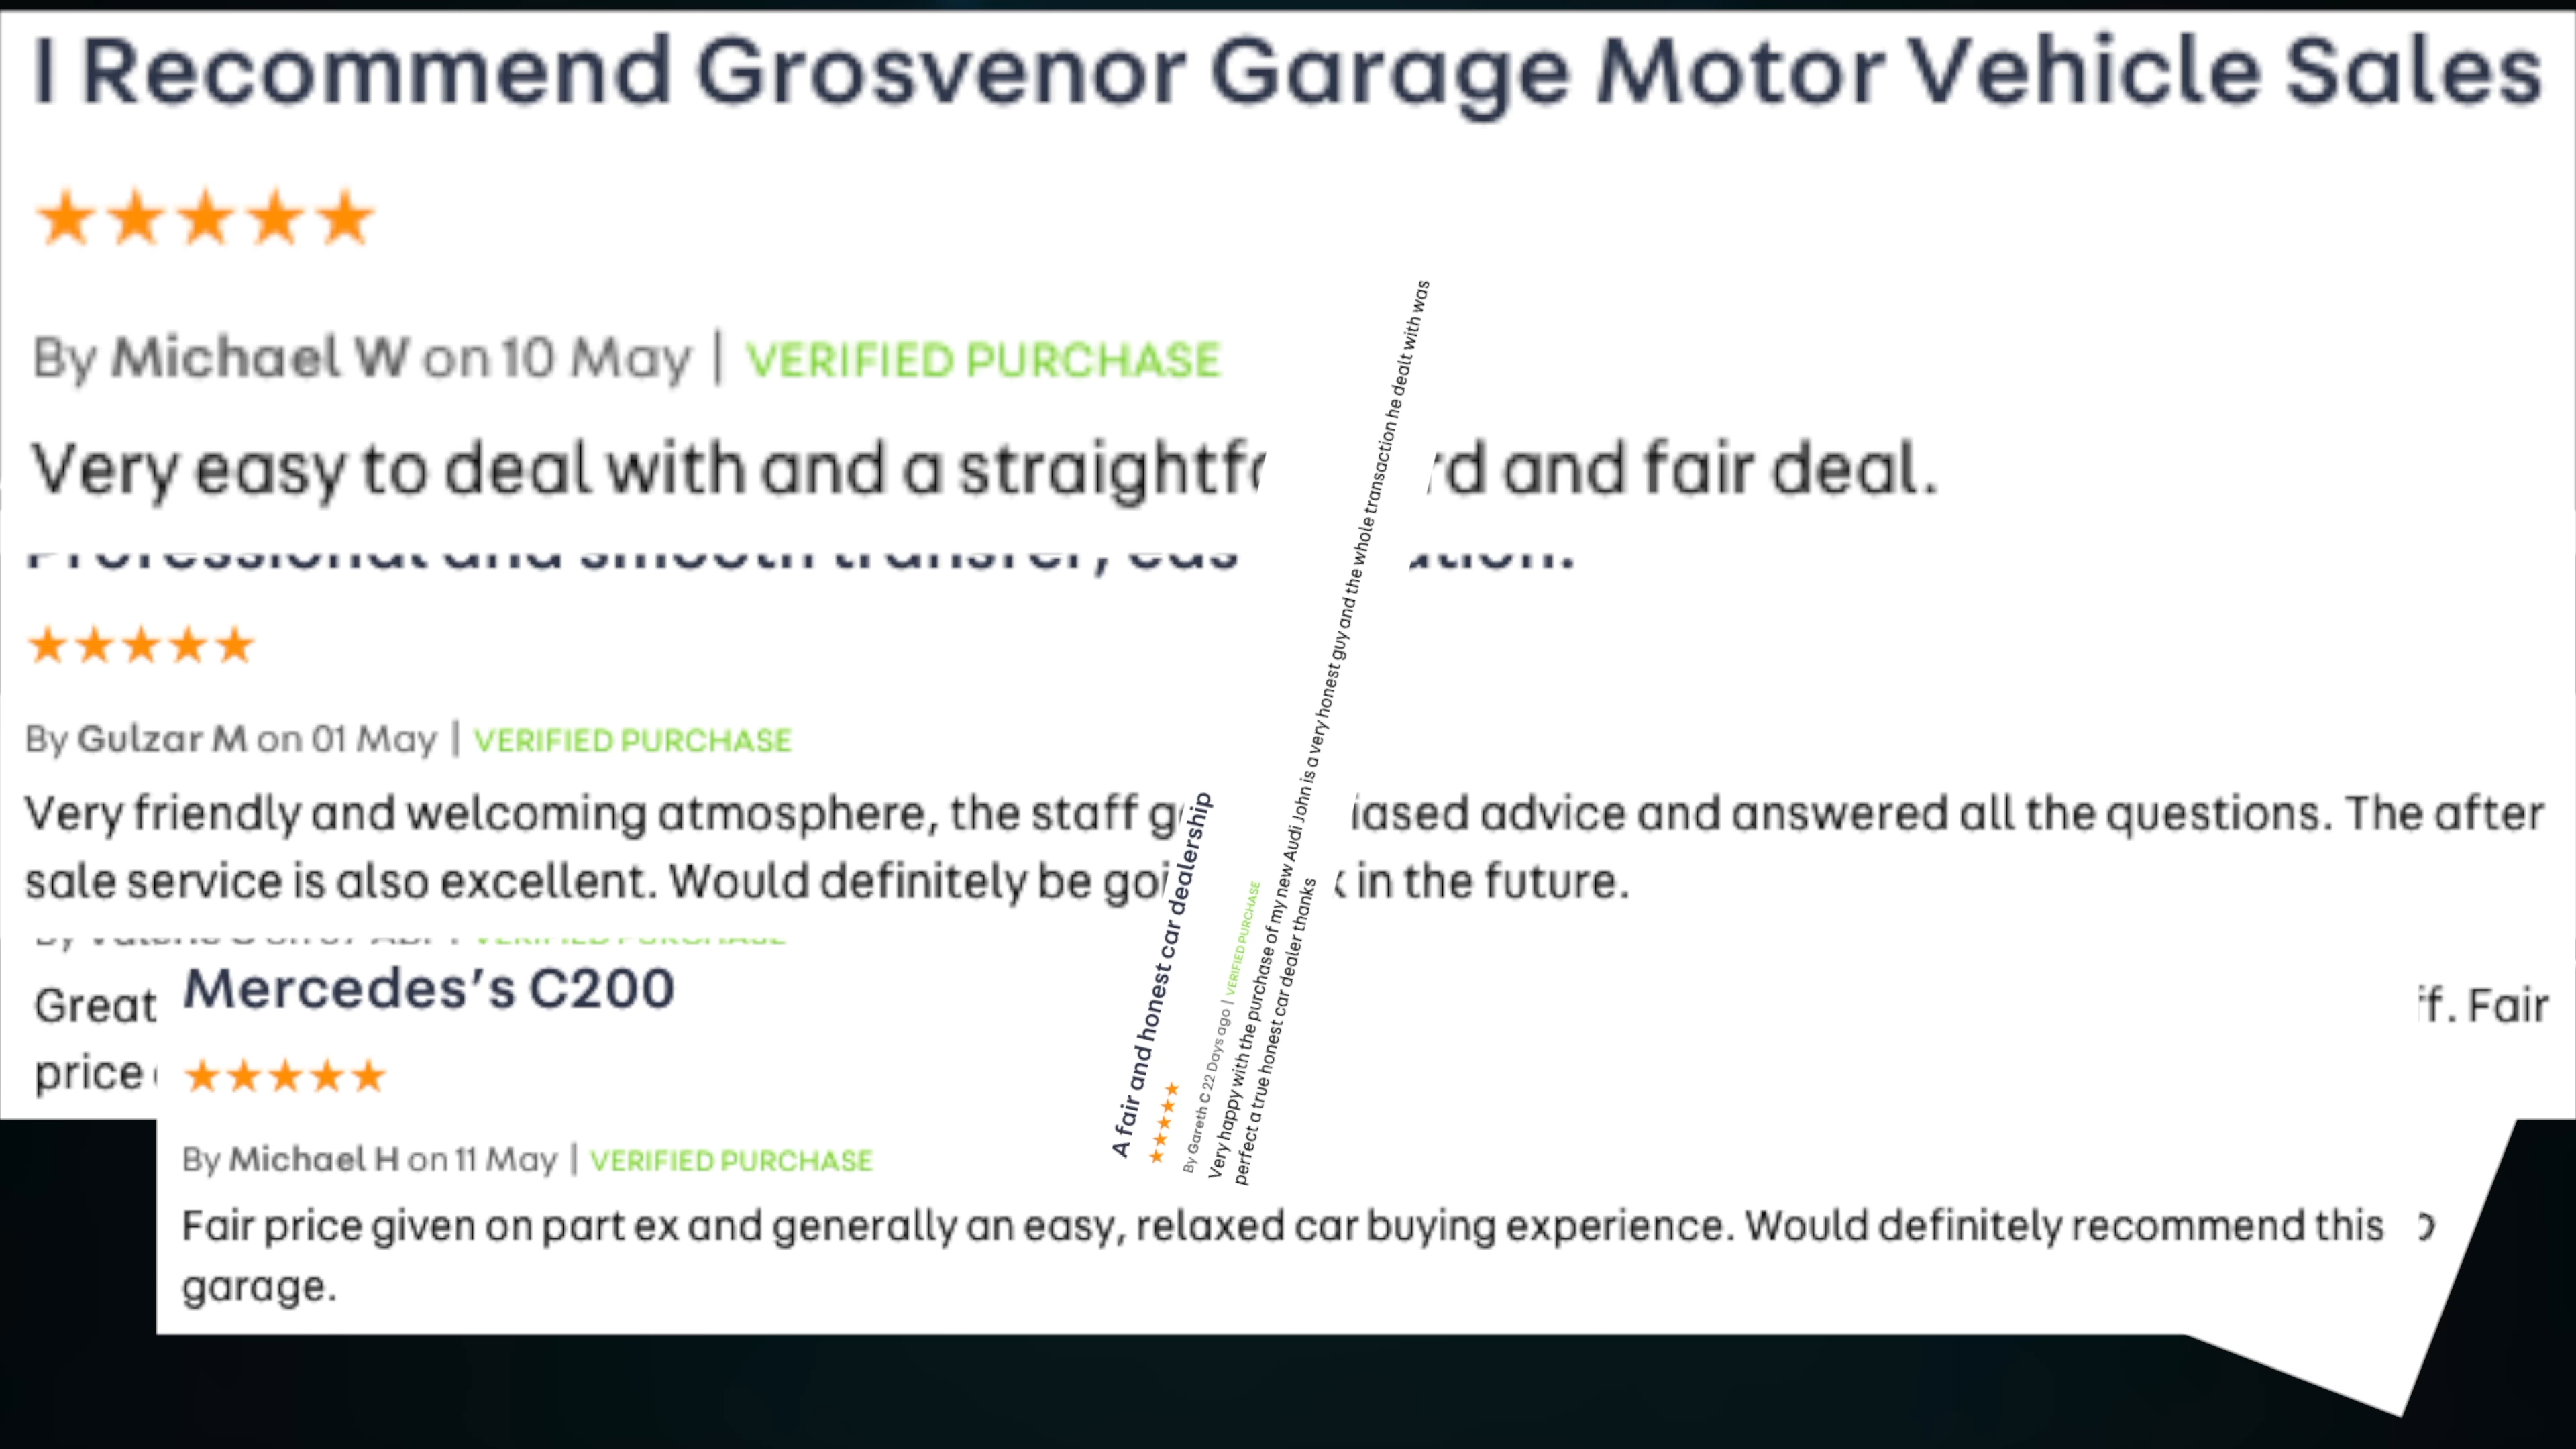 I Recommend Grosvenor Garage Motor Vehicle Sales
By Michael W on 10 May | VERIFIED PURCHASE
Very easy to deal with and a and fair deal.
Professional and smooth transfer,
By Gulzar M on 01 May | VERIFIED PURCHASE
Very friendly and welcoming atmosphere, the staff advice and answered all the questions. The after
sale service is also excellent. Would definitely be in the future.
VERIFIED PURCHASE
Great Fair
price
Mercedes's C200
By Michael H on 11 May | VERIFIED PURCHASE
Fair price given on part ex and generally an easy, relaxed car buying experience. Would definitely recommend this
garage.
A fair and honest car dealership
By Gareth C 22 Days ago | VERIFIED PURCHASE
Very happy with the purchase of my new Audi John is a very honest guy and the whole transaction he dealt with was
perfect a true honest car dealer thanks